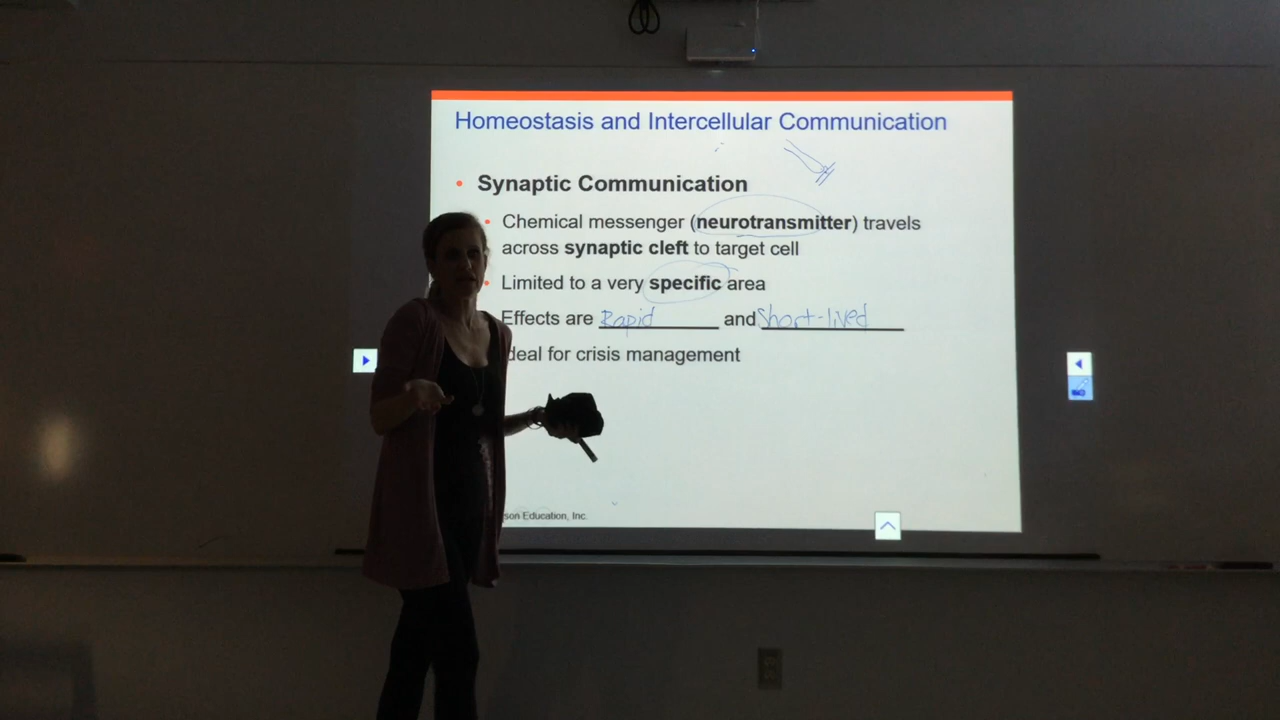 Homeostasis and Intercellular Communication
• Synaptic Communication
• Chemical messenger (neurotransmitter) travels
across synaptic cleft to target cell
• Limited to a very specific area
Effects are Rapid and Short-lived
deal for crisis management
son Education, Inc.